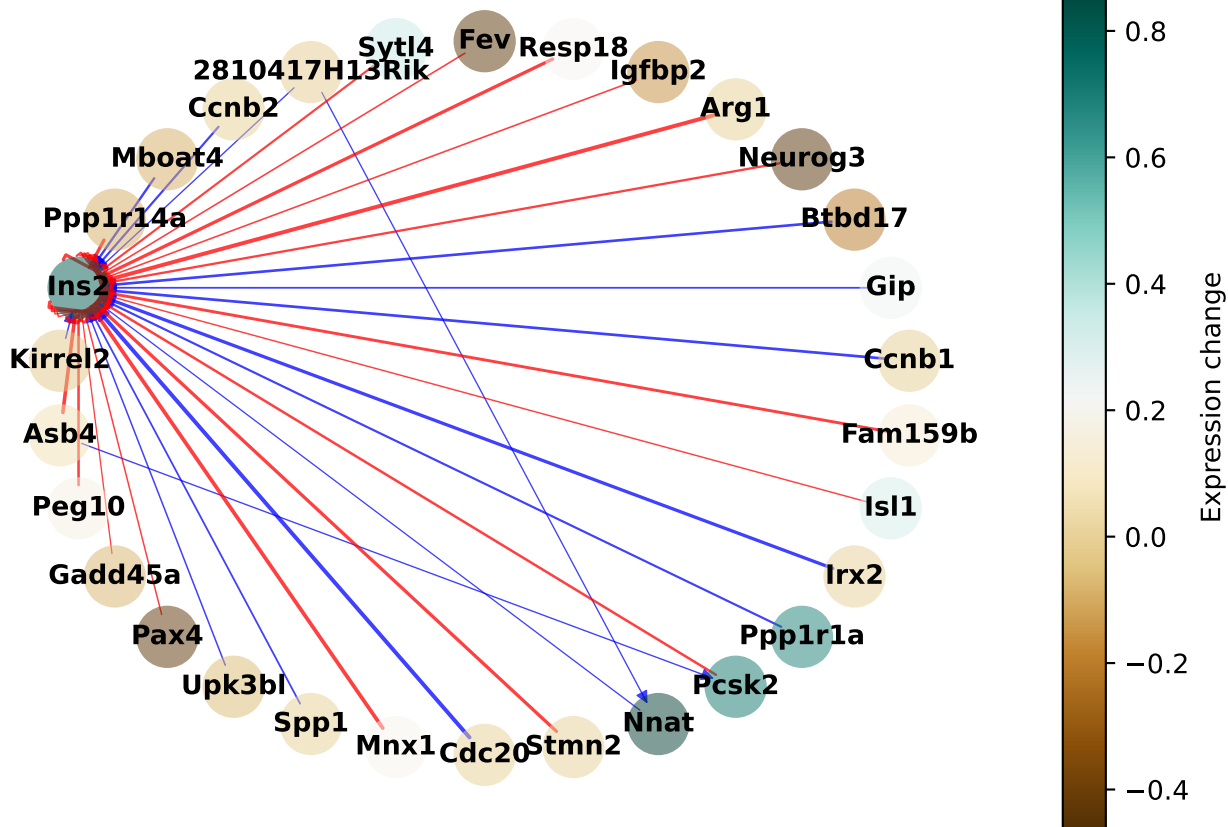 Fev
Sytl4
Resp18
2810417H13Rik
Igfbp2
Ccnb2
Arg1
Mboat4
Neurog3
Ppp1r14a
Btbd17
Ins2
Gip
Kirrel2
Ccnb1
Asb4
Fam159b
Peg10
Isl1
Gadd45a
Irx2
Pax4
Ppp1r1a
Upk3bl
Pcsk2
Spp1
Nnat
Mnx1
Stmn2
Cdc20
0.8
0.6
0.4
0.2
0.0
−0.2
−0.4
Expression change